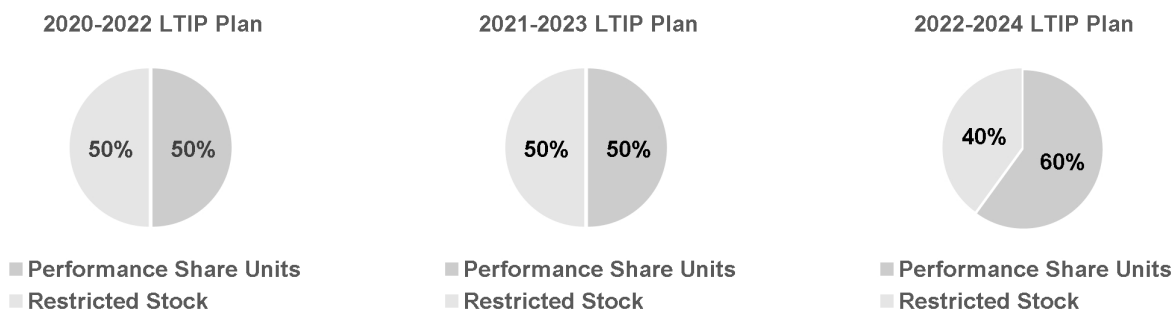 2020-2022 LTIP Plan
50%
50%
Performance Share Units
Restricted Stock
2021-2023 LTIP Plan
50%
50%
Performance Share Units
Restricted Stock
2022-2024 LTIP Plan
40%
60%
Performance Share Units
Restricted Stock